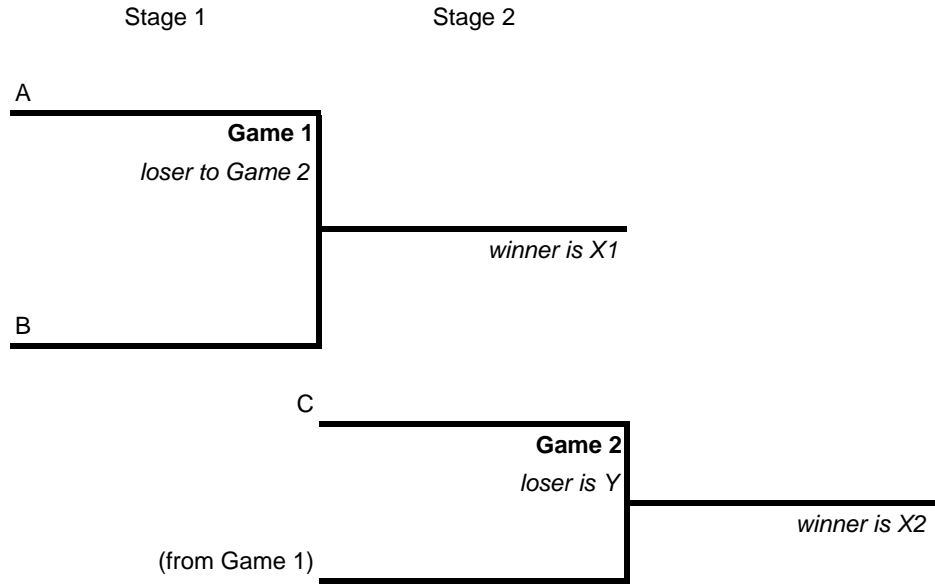 Stage 1
Stage 2
A
Game 1
loser to Game 2
winner is X1
B
C
Game 2
loser is Y
winner is X2
(from Game 1)